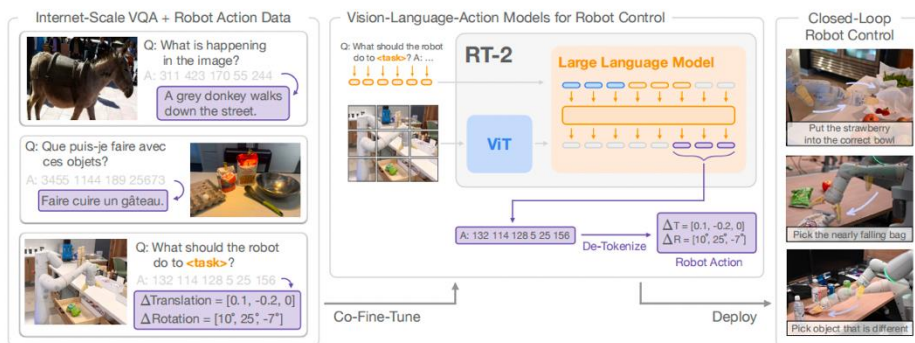 Internet-Scale VQA + Robot Action Data
Q: What is happening
in the image?
A: 311 423 170 55 244
A grey donkey walks
down the street.
Q: Que puis-je faire avec
ces objets?
A: 3455 1144 189 25673
Faire cuire un gâteau.
Q: What should the robot
do to <task>?
A: 132 114 128 5 25 156
ΔTranslation = [0.1, -0.2, 0]
ΔRotation = [10°, 25°, -7°]
Vision-Language-Action Models for Robot Control
Q: What should the robot
do to <task>? A: ...
RT-2
Large Language Model
ViT
A: 132 114 128 5 25 156
De-Tokenize
ΔT = [0.1, -0.2, 0]
ΔR = [10°, 25°, -7°]
Robot Action
Co-Fine-Tune
Deploy
Closed-Loop
Robot Control
Put the strawberry
into the correct bowl
Pick the nearly falling bag
Pick object that is different